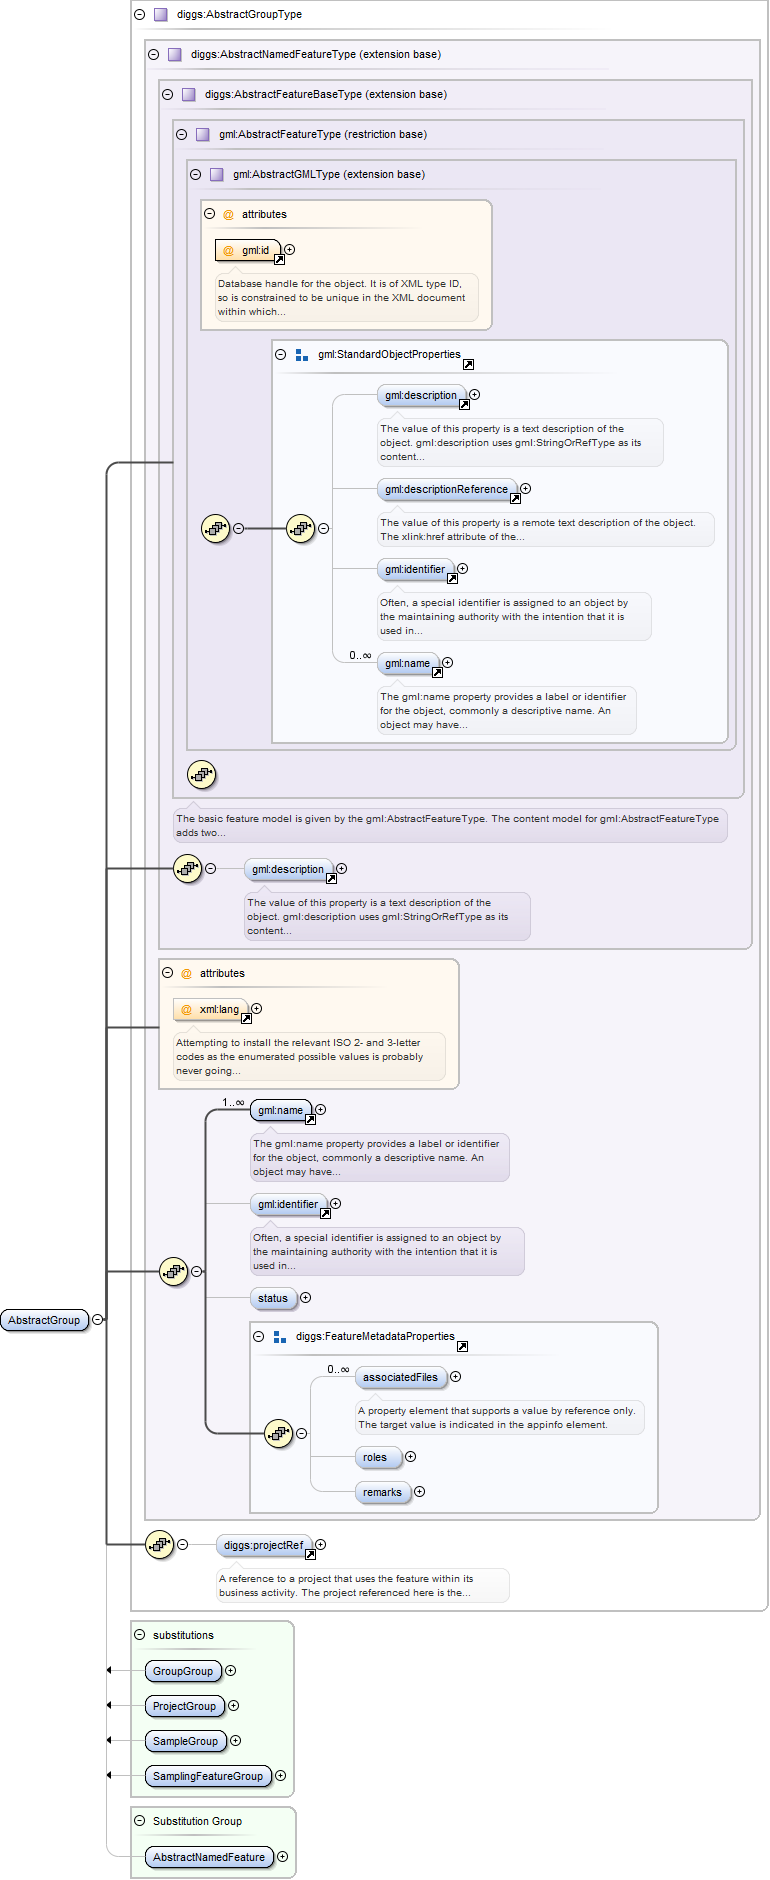 diggs:AbstractGroupType
diggs:AbstractNamedFeatureType (extension base)
diggs:AbstractFeatureBaseType (extension base)
gml:AbstractFeatureType (restriction base)
gml:AbstractGMLType (extension base)
@ attributes
@ gml:id
Database handle for the object. It is of XML type ID,
so is constrained to be unique in the XML document
within which...
gml:StandardObjectProperties
gml:description
The value of this property is a text description of the
object. gml:description uses gml:StringOrRefType as its
content...
gml:descriptionReference
The value of this property is a remote text description of the object.
The xlink:href attribute of the...
gml:identifier
Often, a special identifier is assigned to an object by
the maintaining authority with the intention that it is
used in...
0..∞
gml:name
The gml:name property provides a label or identifier
for the object, commonly a descriptive name. An
object may have...
The basic feature model is given by the gml:AbstractFeatureType. The content model for gml:AbstractFeatureType
adds two...
gml:description
The value of this property is a text description of the
object. gml:description uses gml:StringOrRefType as its
content...
@ attributes
@ xml:lang
Attempting to install the relevant ISO 2- and 3-letter
codes as the enumerated possible values is probably
never going...
1..∞
gml:name
The gml:name property provides a label or identifier
for the object, commonly a descriptive name. An
object may have...
gml:identifier
Often, a special identifier is assigned to an object by
the maintaining authority with the intention that it is
used in...
status
AbstractGroup
diggs:FeatureMetadataProperties
0..∞
associatedFiles
A property element that supports a value by reference only.
The target value is indicated in the appinfo element.
roles
remarks
diggs:projectRef
A reference to a project that uses the feature within its
business activity. The project referenced here is the...
substitutions
GroupGroup
ProjectGroup
SampleGroup
SamplingFeatureGroup
Substitution Group
AbstractNamedFeature